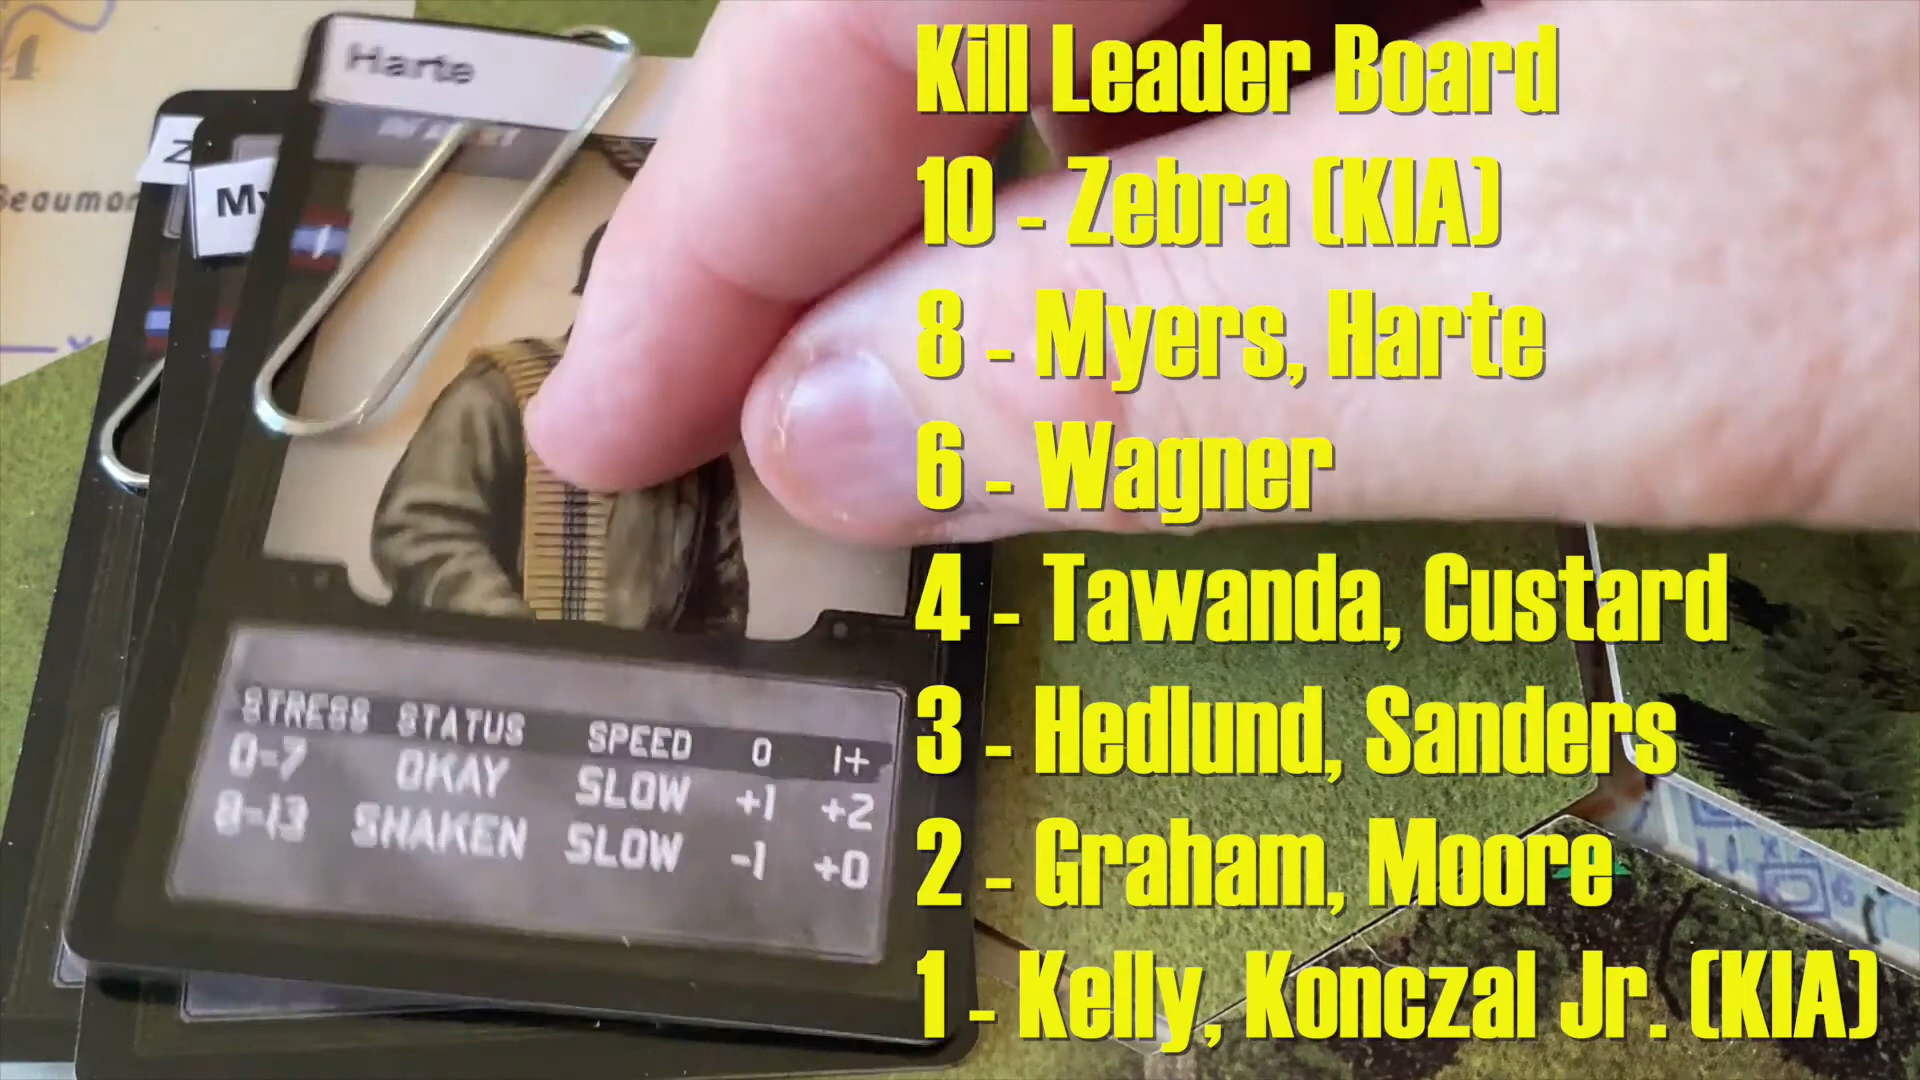 4
Harte
Z
My
Beaumon
Kill Leader Board
10 - Zebra (KIA)
8 - Myers, Harte
6 - Wagner
4 - Tawanda, Custard
3 - Hedlund, Sanders
2 - Graham, Moore
1 - Kelly, Konczal Jr. (KIA)
STRESS STATUS SPEED 0 1+
0-7 OKAY SLOW +1 +2
8-13 SHAKEN SLOW -1 +0